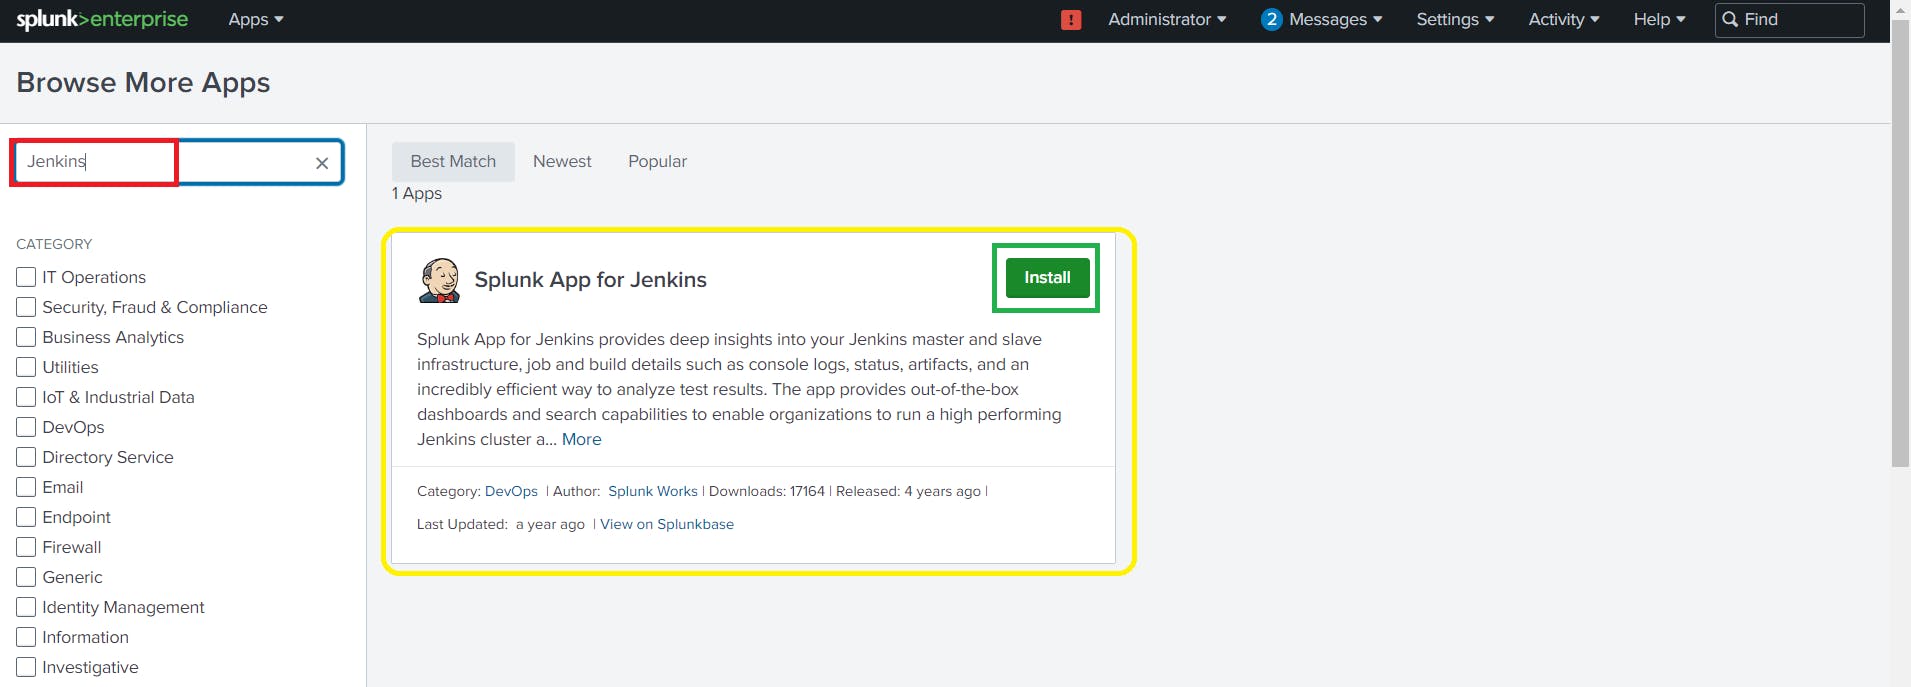 splunk>enterprise Apps ! Administrator 2 Messages Settings Activity Help Find
Browse More Apps
Jenkins
Best Match Newest Popular
1 Apps
CATEGORY
IT Operations
Security, Fraud & Compliance
Business Analytics
Utilities
IoT & Industrial Data
DevOps
Directory Service
Email
Endpoint
Firewall
Generic
Identity Management
Information
Investigative
Splunk App for Jenkins
Install
Splunk App for Jenkins provides deep insights into your Jenkins master and slave
infrastructure, job and build details such as console logs, status, artifacts, and an
incredibly efficient way to analyze test results. The app provides out-of-the-box
dashboards and search capabilities to enable organizations to run a high performing
Jenkins cluster a... More
Category: DevOps | Author: Splunk Works | Downloads: 17164 | Released: 4 years ago |
Last Updated: a year ago | View on Splunkbase